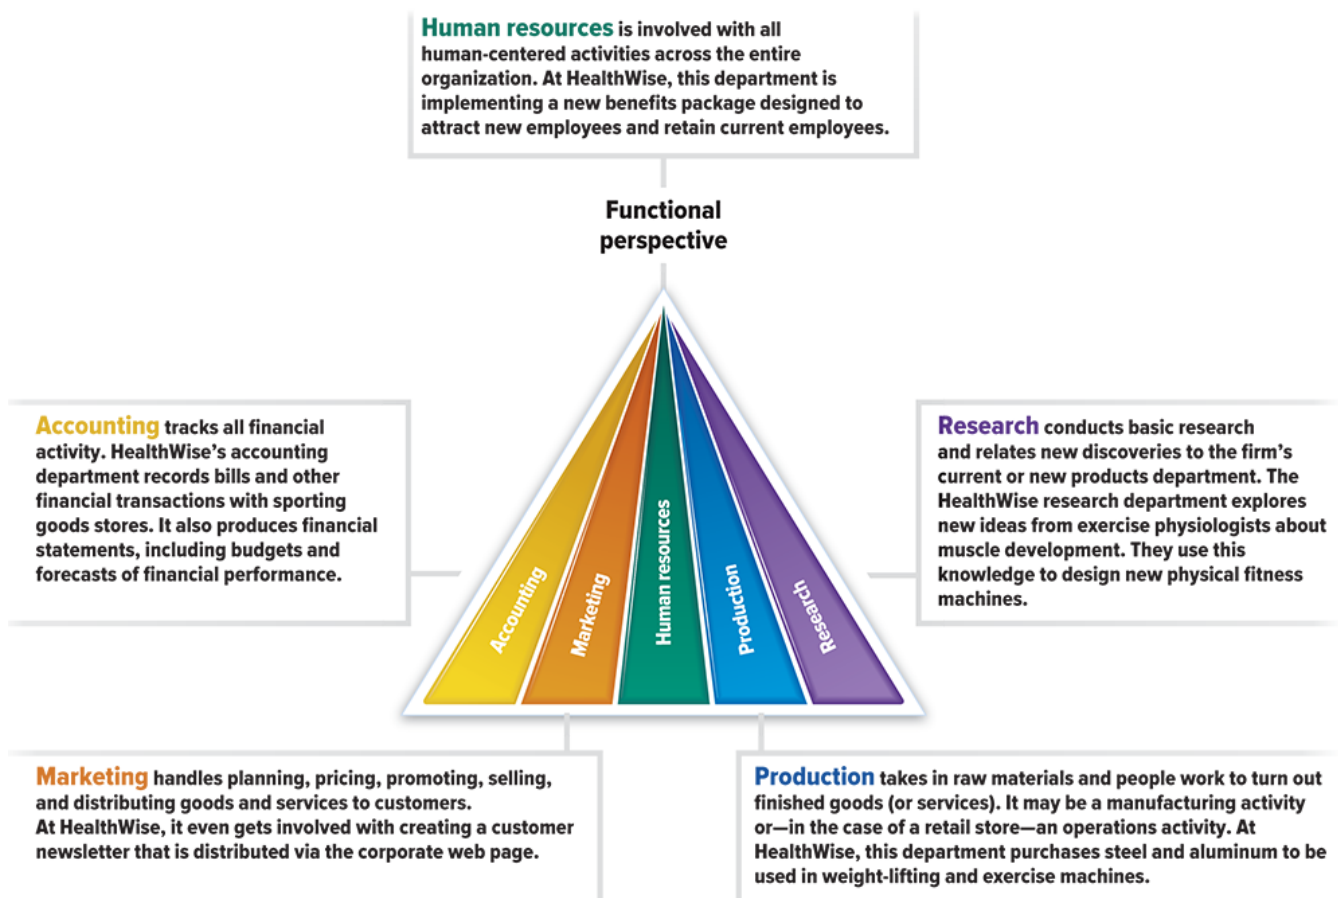 Human resources is involved with all
human-centered activities across the entire
organization. At HealthWise, this department is
implementing a new benefits package designed to
attract new employees and retain current employees.
Functional
perspective
Accounting tracks all financial
activity. HealthWise's accounting
department records bills and other
financial transactions with sporting
goods stores. It also produces financial
statements, including budgets and
forecasts of financial performance.
Research conducts basic research
and relates new discoveries to the firm's
current or new products department. The
HealthWise research department explores
new ideas from exercise physiologists about
muscle development. They use this
knowledge to design new physical fitness
machines.
Accounting
Marketing
Human resources
Production
Research
Marketing handles planning, pricing, promoting, selling,
and distributing goods and services to customers.
At HealthWise, it even gets involved with creating a customer
newsletter that is distributed via the corporate web page.
Production takes in raw materials and people work to turn out
finished goods (or services). It may be a manufacturing activity
or—in the case of a retail store—an operations activity. At
HealthWise, this department purchases steel and aluminum to be
used in weight-lifting and exercise machines.